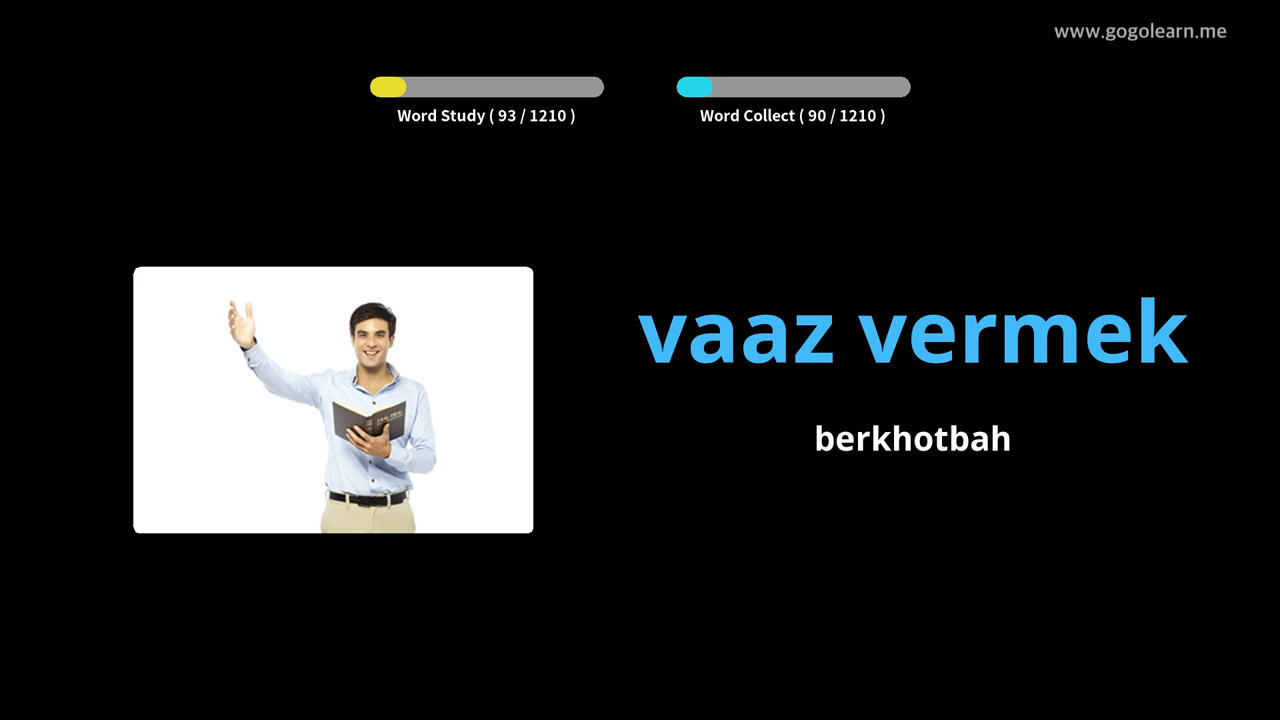 www.gogolearn.me
Word Study ( 93 / 1210 )
Word Collect ( 90 / 1210 )
vaaz vermek
berkhotbah